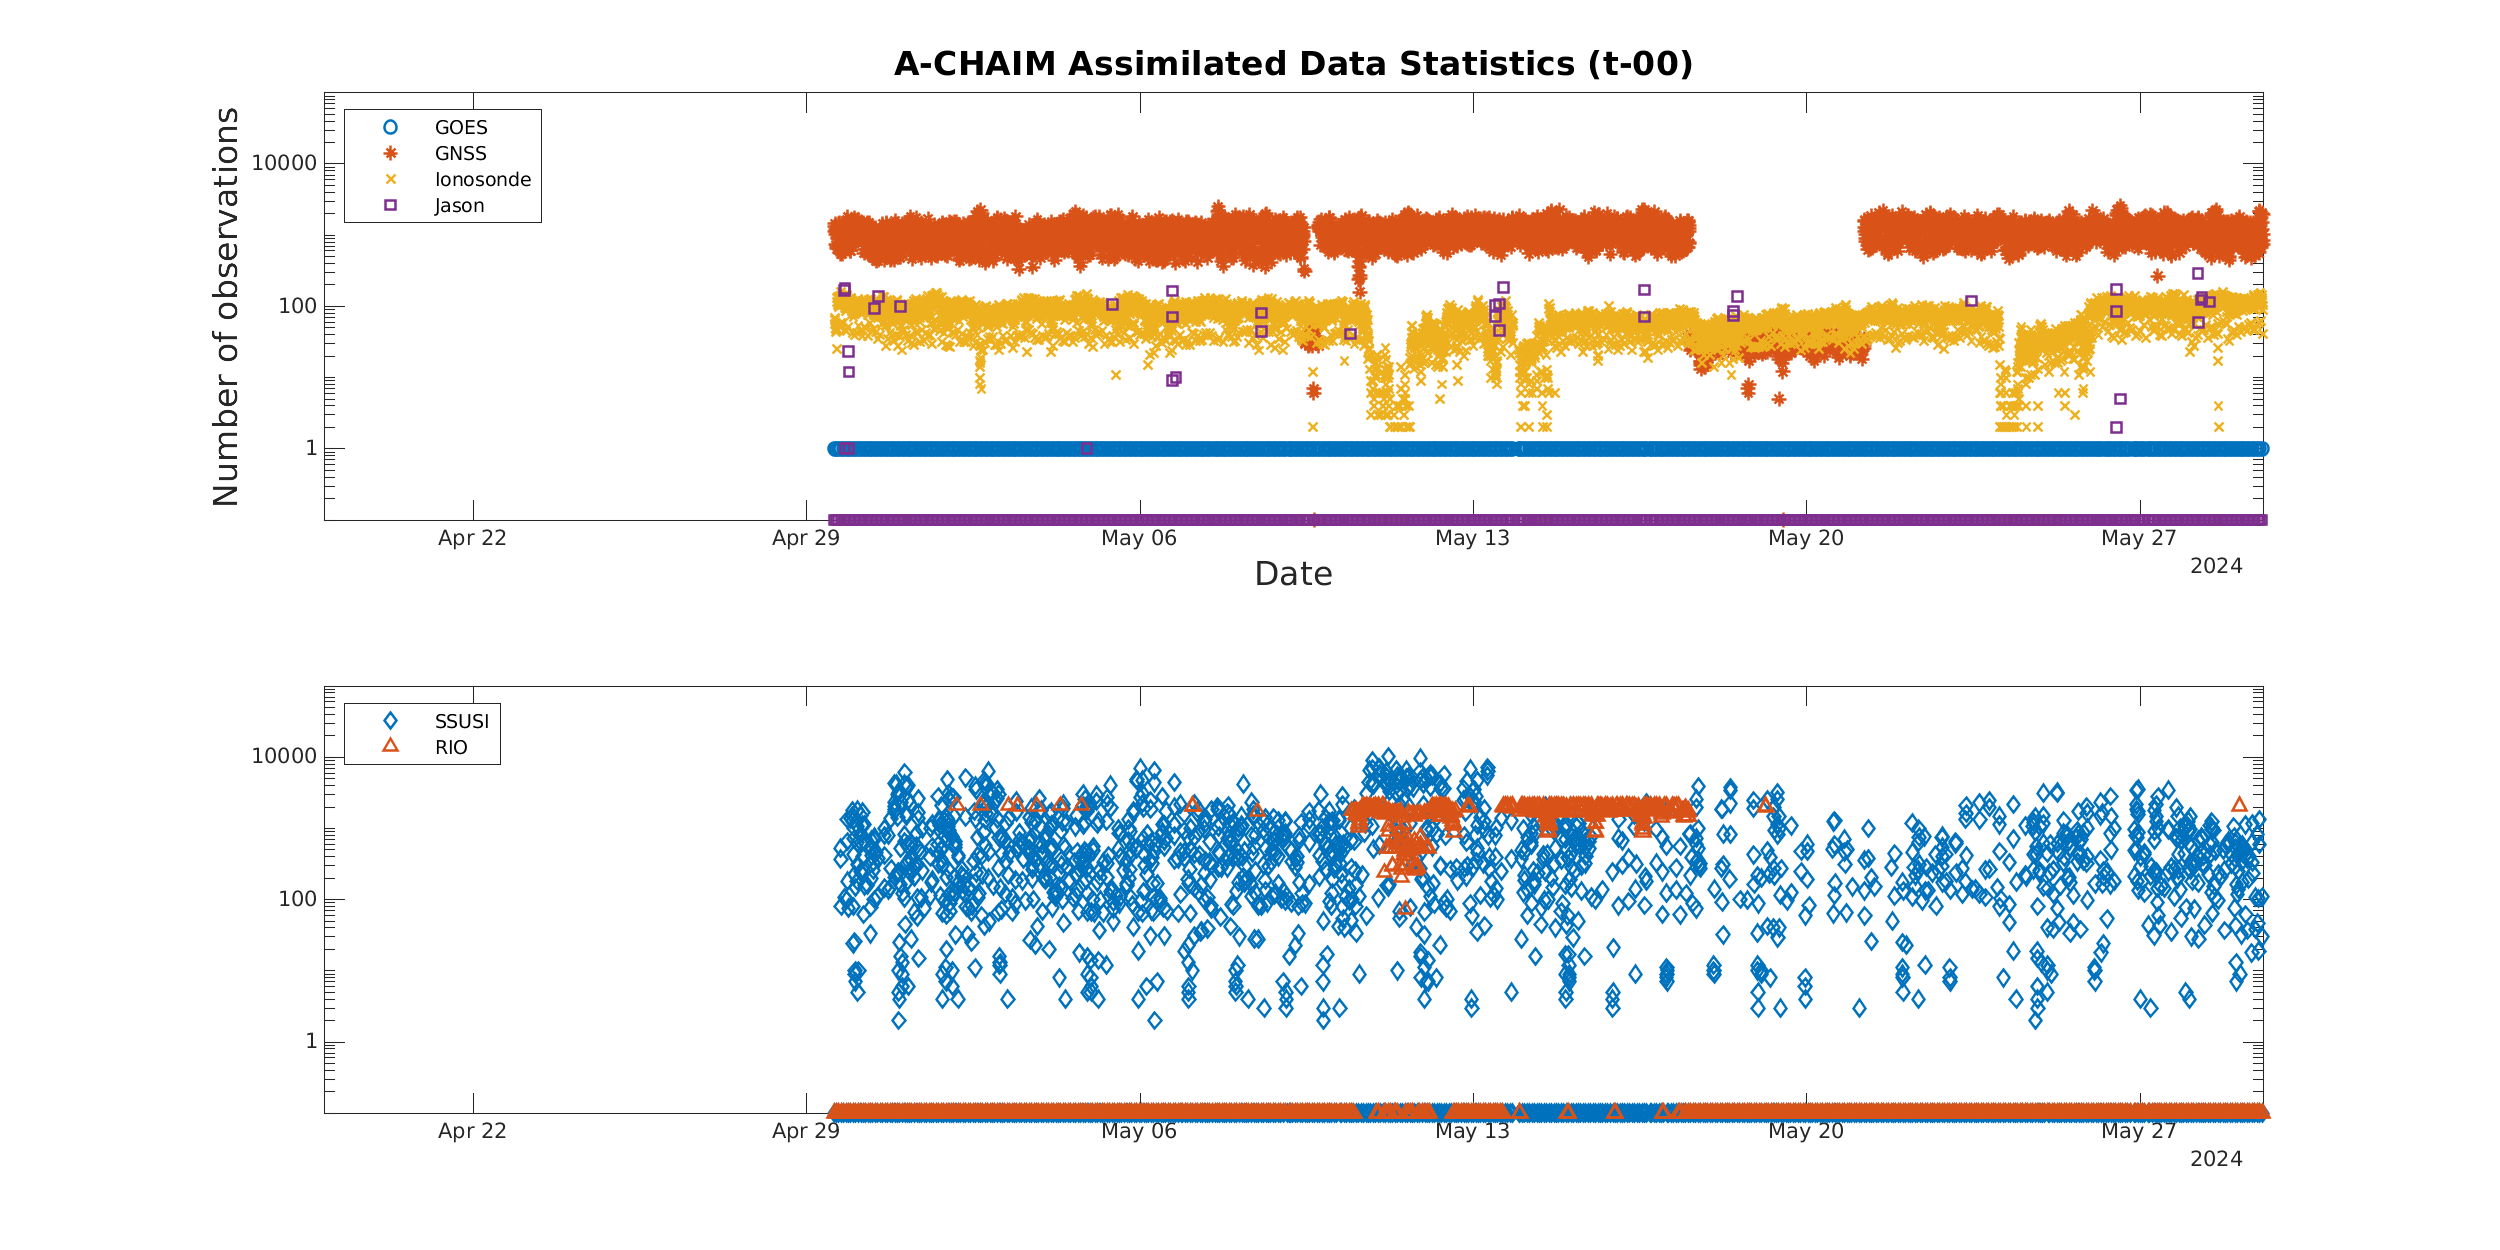 A-CHAIM Assimilated Data Statistics (t-00)
Number of observations
10000
100
1
GOES
GNSS
Ionosonde
Jason
Apr 22
Apr 29
May 06
May 13
May 20
May 27
2024
Date
10000
100
1
SSUSI
RIO
Apr 22
Apr 29
May 06
May 13
May 20
May 27
2024